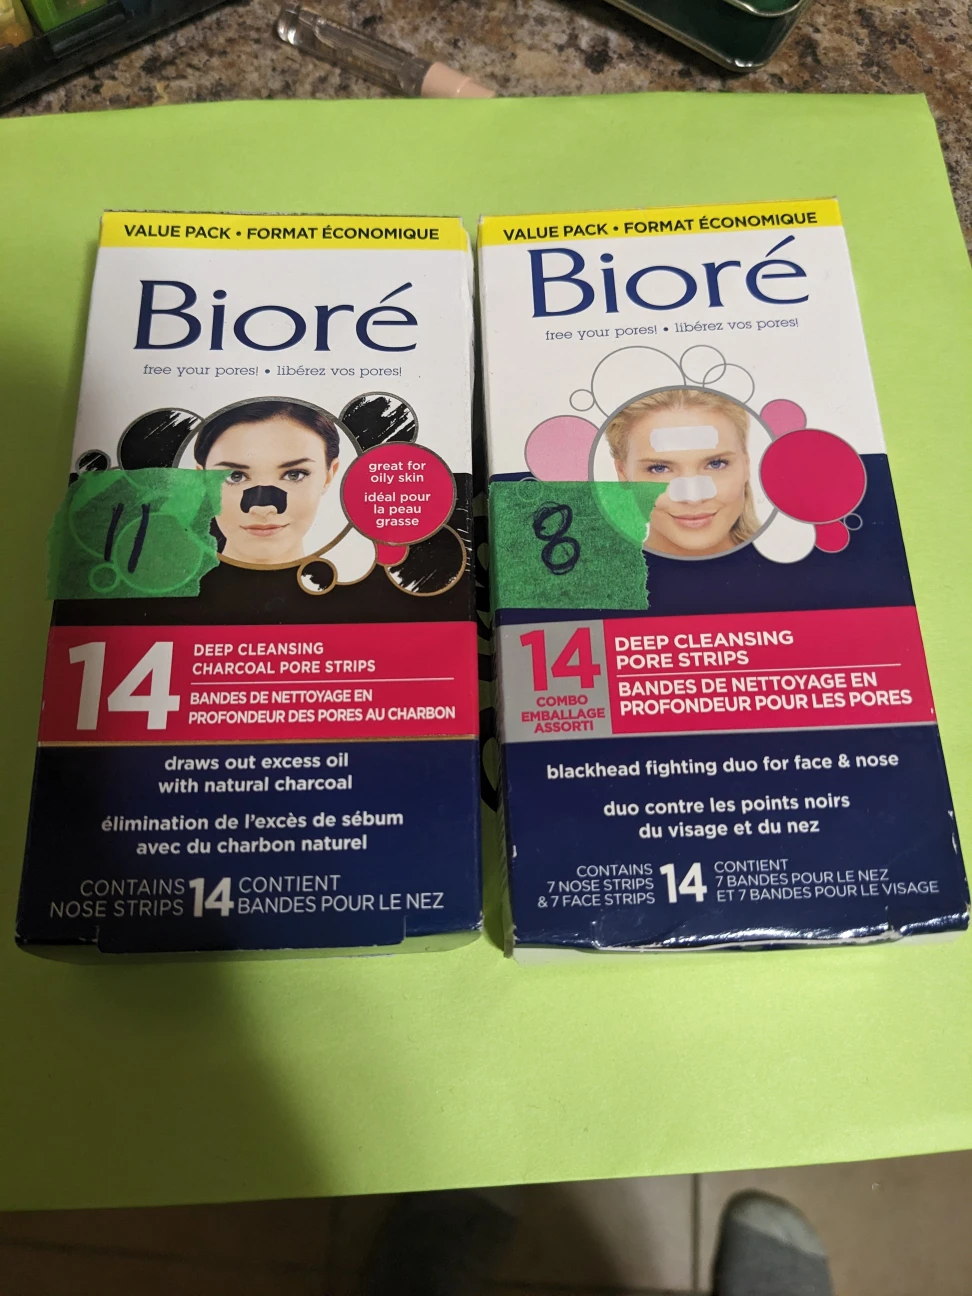 VALUE PACK • FORMAT ÉCONOMIQUE
Bioré
free your pores! • libérez vos pores!
great for
oily skin
idéal pour
la peau
grasse
11
14
DEEP CLEANSING
CHARCOAL PORE STRIPS
BANDES DE NETTOYAGE EN
PROFONDEUR DES PORES AU CHARBON
draws out excess oil
with natural charcoal
élimination de l'excès de sébum
avec du charbon naturel
CONTAINS
NOSE STRIPS
14
CONTIENT
BANDES POUR LE NEZ
VALUE PACK • FORMAT ÉCONOMIQUE
Bioré
free your pores! • libérez vos pores!
8
14
COMBO
EMBALLAGE
ASSORTI
DEEP CLEANSING
PORE STRIPS
BANDES DE NETTOYAGE EN
PROFONDEUR POUR LES PORES
blackhead fighting duo for face & nose
duo contre les points noirs
du visage et du nez
CONTAINS
7 NOSE STRIPS
& 7 FACE STRIPS
14
CONTIENT
7 BANDES POUR LE NEZ
ET 7 BANDES POUR LE VISAGE